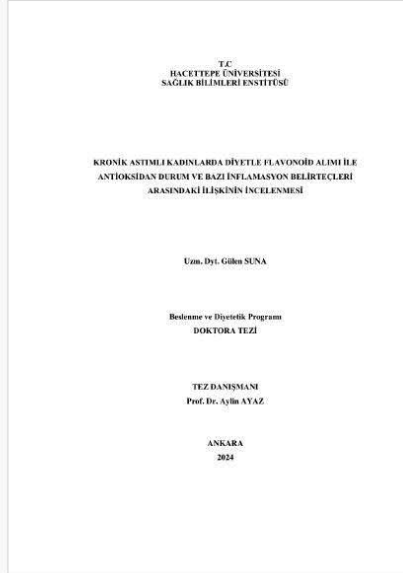 T.C
HACETTEPE ÜNİVERSİTESİ
SAĞLIK BİLİMLERİ ENSTİTÜSÜ
KRONİK ASTIMLI KADINLARDA DİYETLE FLAVONOİD ALIMI İLE
ANTİOKSİDAN DURUM VE BAZI İNFLAMASYON BELİRTEÇLERİ
ARASINDAKİ İLİŞKİNİN İNCELENMESİ
Uzm. Dyt. Gülen SUNA
Beslenme ve Diyetetik Programı
DOKTORA TEZİ
TEZ DANIŞMANI
Prof. Dr. Aylin AYAZ
ANKARA
2024